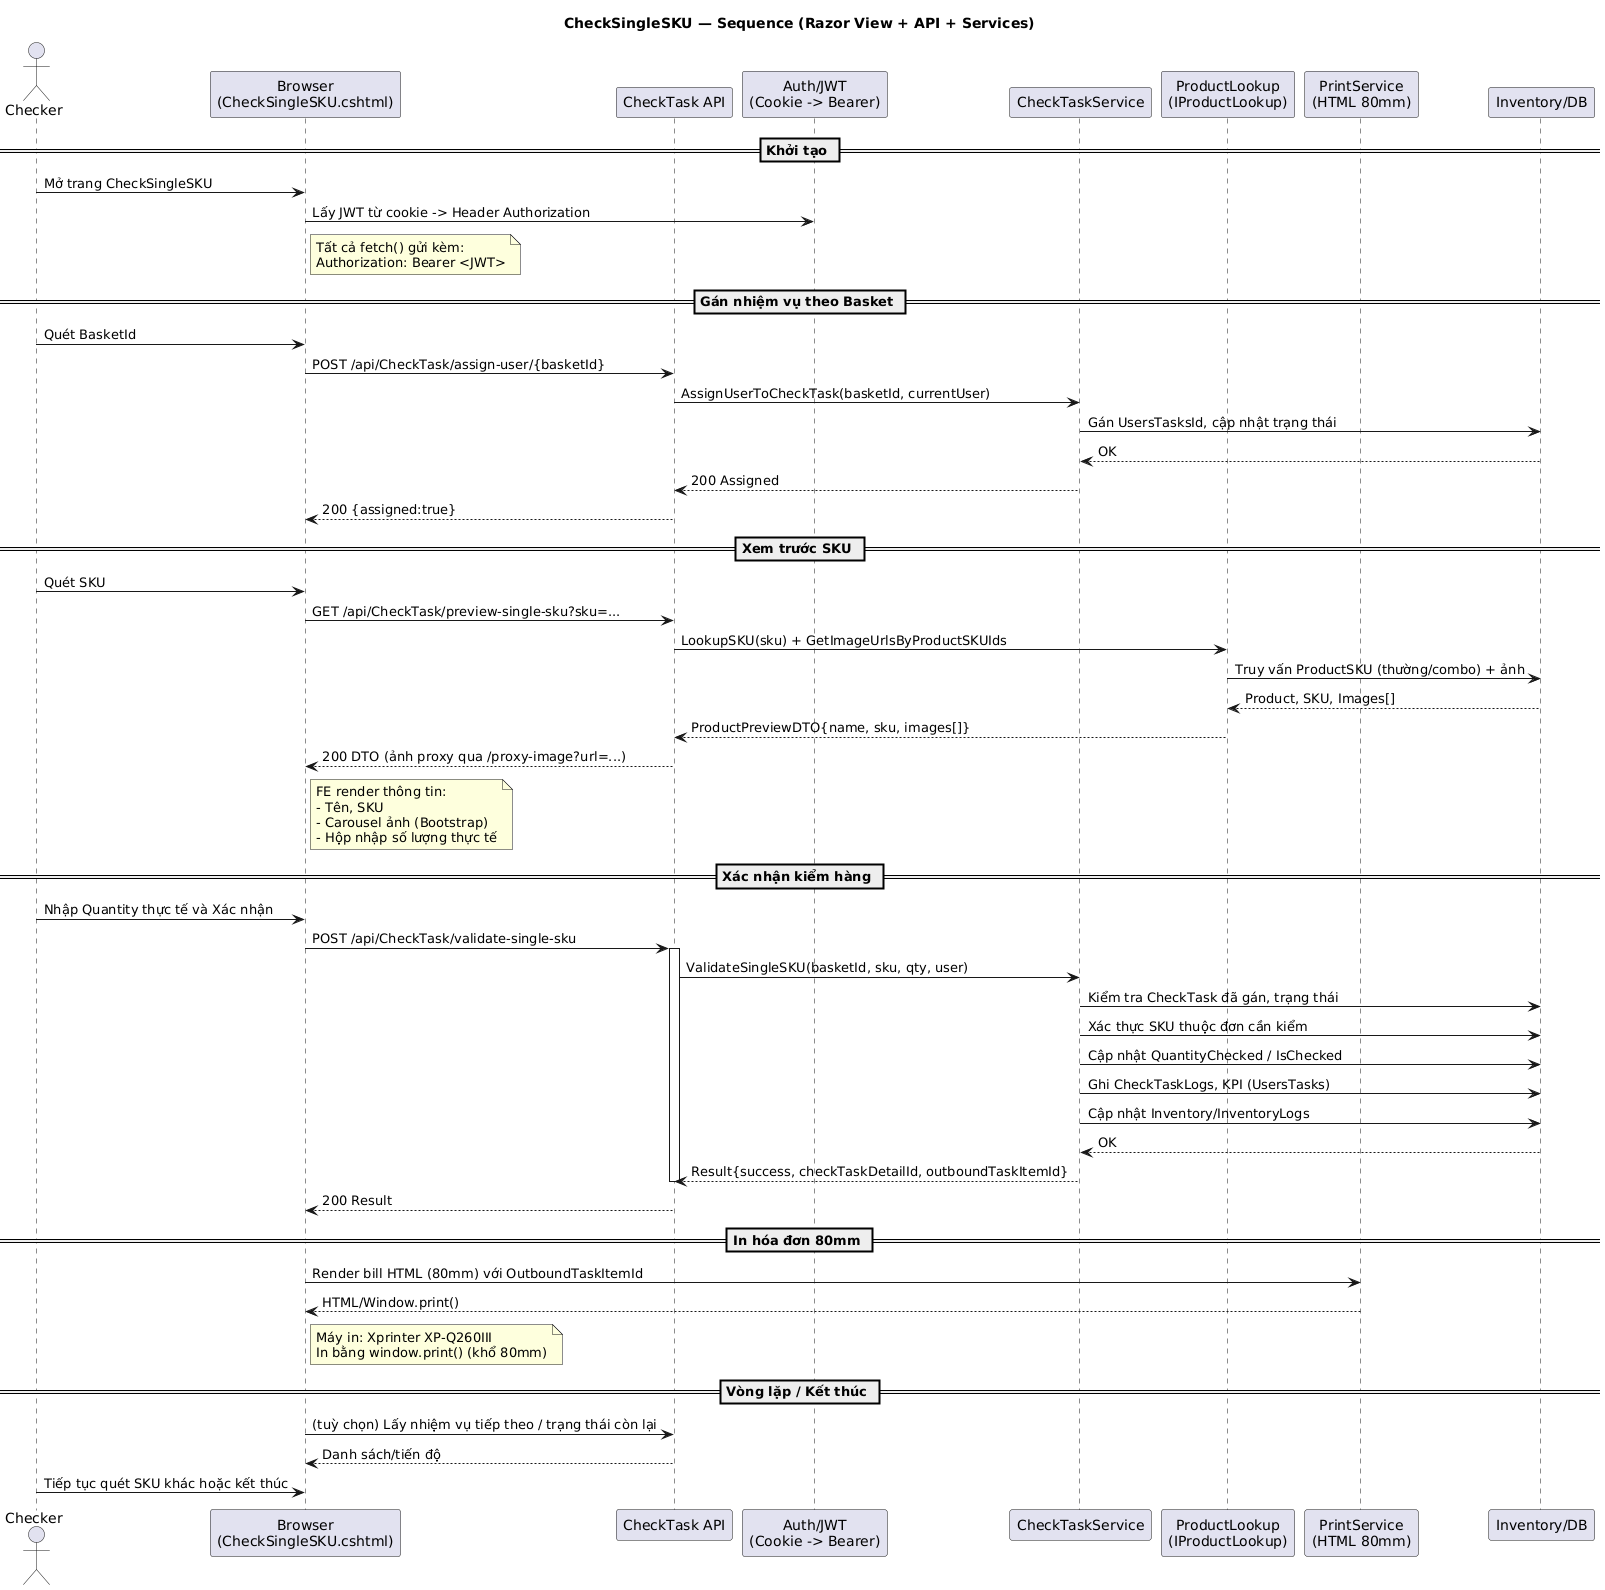 CheckSingleSKU — Sequence (Razor View + API + Services)
Checker
Browser
(CheckSingleSKU.cshtml)
CheckTask API
Auth/JWT
(Cookie -> Bearer)
CheckTaskService
ProductLookup
(IProductLookup)
PrintService
(HTML 80mm)
Inventory/DB
Khởi tạo
Mở trang CheckSingleSKU
Lấy JWT từ cookie -> Header Authorization
Tất cả fetch() gửi kèm:
Authorization: Bearer <JWT>
Gán nhiệm vụ theo Basket
Quét BasketId
POST /api/CheckTask/assign-user/{basketId}
AssignUserToCheckTask(basketId, currentUser)
Gán UsersTasksId, cập nhật trạng thái
OK
200 Assigned
200 {assigned:true}
Xem trước SKU
Quét SKU
GET /api/CheckTask/preview-single-sku?sku=...
LookupSKU(sku) + GetImageUrlsByProductSKUIds
Truy vấn ProductSKU (thường/combo) + ảnh
Product, SKU, Images[]
ProductPreviewDTO{name, sku, images[]}
200 DTO (ảnh proxy qua /proxy-image?url=...)
FE render thông tin:
- Tên, SKU
- Carousel ảnh (Bootstrap)
- Hộp nhập số lượng thực tế
Xác nhận kiểm hàng
Nhập Quantity thực tế và Xác nhận
POST /api/CheckTask/validate-single-sku
ValidateSingleSKU(basketId, sku, qty, user)
Kiểm tra CheckTask đã gán, trạng thái
Xác thực SKU thuộc đơn cần kiểm
Cập nhật QuantityChecked / IsChecked
Ghi CheckTaskLogs, KPI (UsersTasks)
Cập nhật Inventory/InventoryLogs
OK
Result{success, checkTaskDetailId, outboundTaskItemId}
200 Result
In hóa đơn 80mm
Render bill HTML (80mm) với OutboundTaskItemId
HTML/Window.print()
Máy in: Xprinter XP-Q260III
In bằng window.print() (khổ 80mm)
Vòng lặp / Kết thúc
(tuỳ chọn) Lấy nhiệm vụ tiếp theo / trạng thái còn lại
Danh sách/tiến độ
Tiếp tục quét SKU khác hoặc kết thúc
Checker
Browser
(CheckSingleSKU.cshtml)
CheckTask API
Auth/JWT
(Cookie -> Bearer)
CheckTaskService
ProductLookup
(IProductLookup)
PrintService
(HTML 80mm)
Inventory/DB